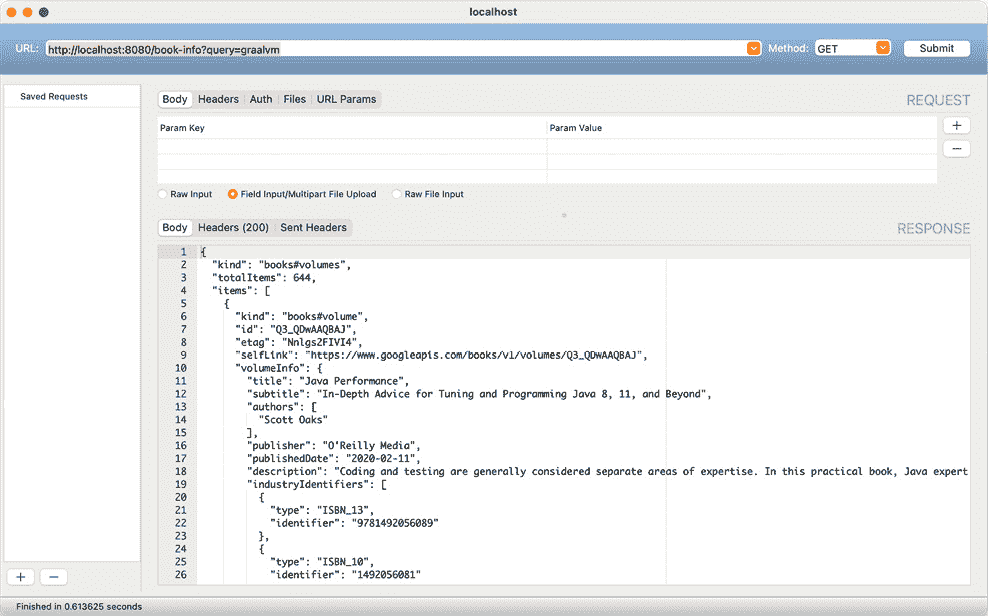 localhost
URL: http://localhost:8080/book-info?query=graalvm Method: GET Submit
Saved Requests
Body Headers Auth Files URL Params
REQUEST
Param Key Param Value
+
−
Raw Input Field Input/Multipart File Upload Raw File Input
Body Headers (200) Sent Headers
RESPONSE
1 {
2 "kind": "books#volumes",
3 "totalItems": 644,
4 "items": [
5 {
6 "kind": "books#volume",
7 "id": "Q3_QDwAAQBAJ",
8 "etag": "Nnlgs2FIVI4",
9 "selfLink": "https://www.googleapis.com/books/v1/volumes/Q3_QDwAAQBAJ",
10 "volumeInfo": {
11 "title": "Java Performance",
12 "subtitle": "In-Depth Advice for Tuning and Programming Java 8, 11, and Beyond",
13 "authors": [
14 "Scott Oaks"
15 ],
16 "publisher": "O'Reilly Media",
17 "publishedDate": "2020-02-11",
18 "description": "Coding and testing are generally considered separate areas of expertise. In this practical book, Java expert
19 "industryIdentifiers": [
20 {
21 "type": "ISBN_13",
22 "identifier": "9781492056089"
23 },
24 {
25 "type": "ISBN_10",
26 "identifier": "1492056081"
+ −
Finished in 0.613625 seconds